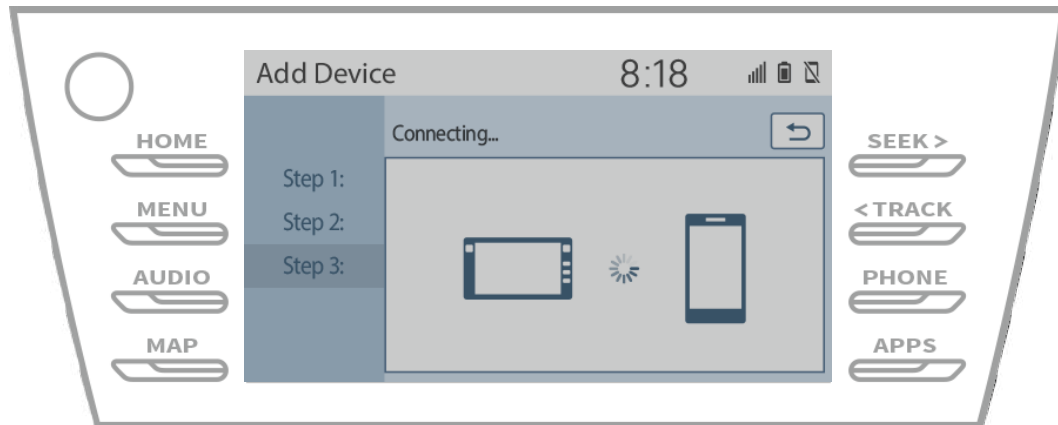 Add Device
8:18
Connecting...
Step 1:
Step 2:
Step 3:
HOME
MENU
AUDIO
MAP
SEEK >
< TRACK
PHONE
APPS